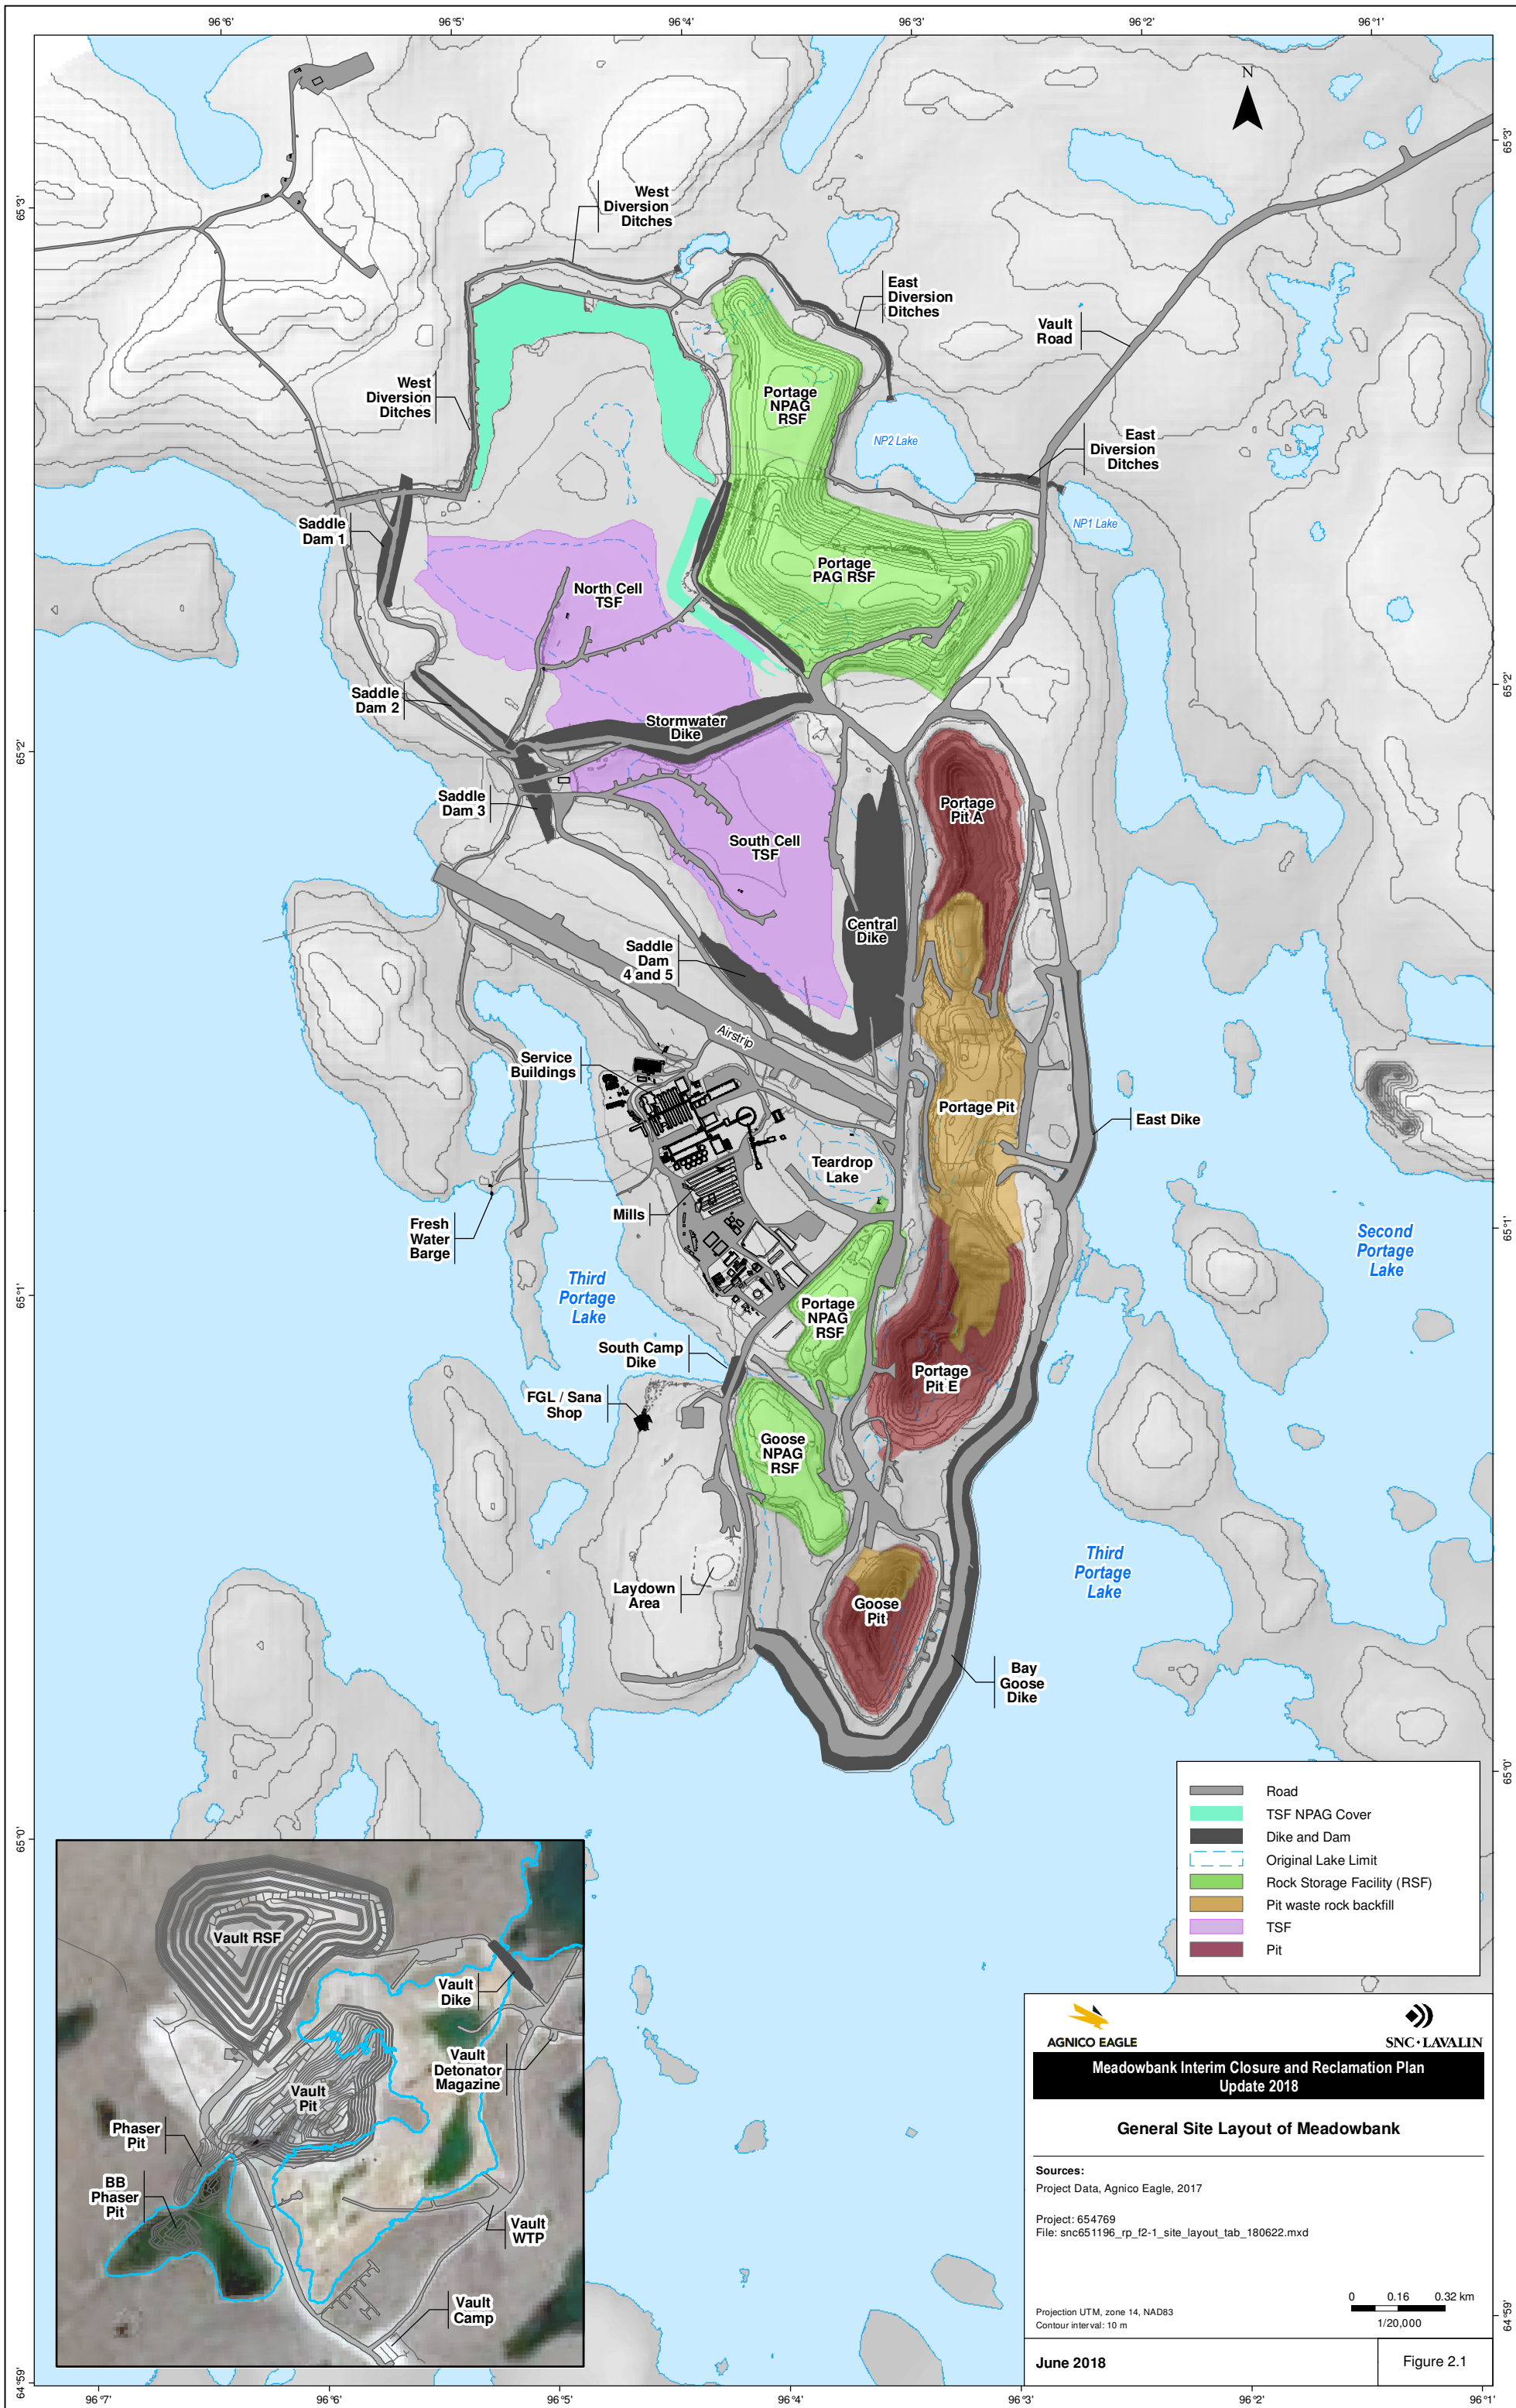 96°6'
96°5'
96°4'
96°3'
96°2'
96°1'
N
65°3'
65°3'
West
Diversion
Ditches
East
Diversion
Ditches
Vault
Road
West
Diversion
Ditches
Portage
NPAG
RSF
NP2 Lake
East
Diversion
Ditches
NP1 Lake
Saddle
Dam 1
Portage
PAG RSF
North Cell
TSF
65°2'
Saddle
Dam 2
Stormwater
Dike
65°2'
Saddle
Dam 3
Portage
Pit A
South Cell
TSF
Central
Dike
Saddle
Dam
4 and 5
Airstrip
Service
Buildings
Portage Pit
East Dike
Teardrop
Lake
Mills
Fresh
Water
Barge
65°1'
Second
Portage
Lake
Third
Portage
Lake
65°1'
Portage
NPAG
RSF
South Camp
Dike
Portage
Pit E
FGL / Sana
Shop
Goose
NPAG
RSF
Third
Portage
Lake
Laydown
Area
Goose
Pit
Bay
Goose
Dike
65°0'
65°0'
Road
TSF NPAG Cover
Dike and Dam
Original Lake Limit
Rock Storage Facility (RSF)
Pit waste rock backfill
TSF
Pit
Vault RSF
Vault
Dike
Vault
Detonator
Magazine
Vault
Pit
Phaser
Pit
BB
Phaser
Pit
Vault
WTP
Vault
Camp
AGNICO EAGLE
SNC•LAVALIN
Meadowbank Interim Closure and Reclamation Plan
Update 2018
General Site Layout of Meadowbank
Sources:
Project Data, Agnico Eagle, 2017
Project: 654769
File: snc651196_rp_f2-1_site_layout_tab_180622.mxd
0 0.16 0.32 km
1/20,000
Projection UTM, zone 14, NAD83
Contour interval: 10 m
June 2018
Figure 2.1
64°59'
64°59'
96°7'
96°6'
96°5'
96°4'
96°3'
96°2'
96°1'